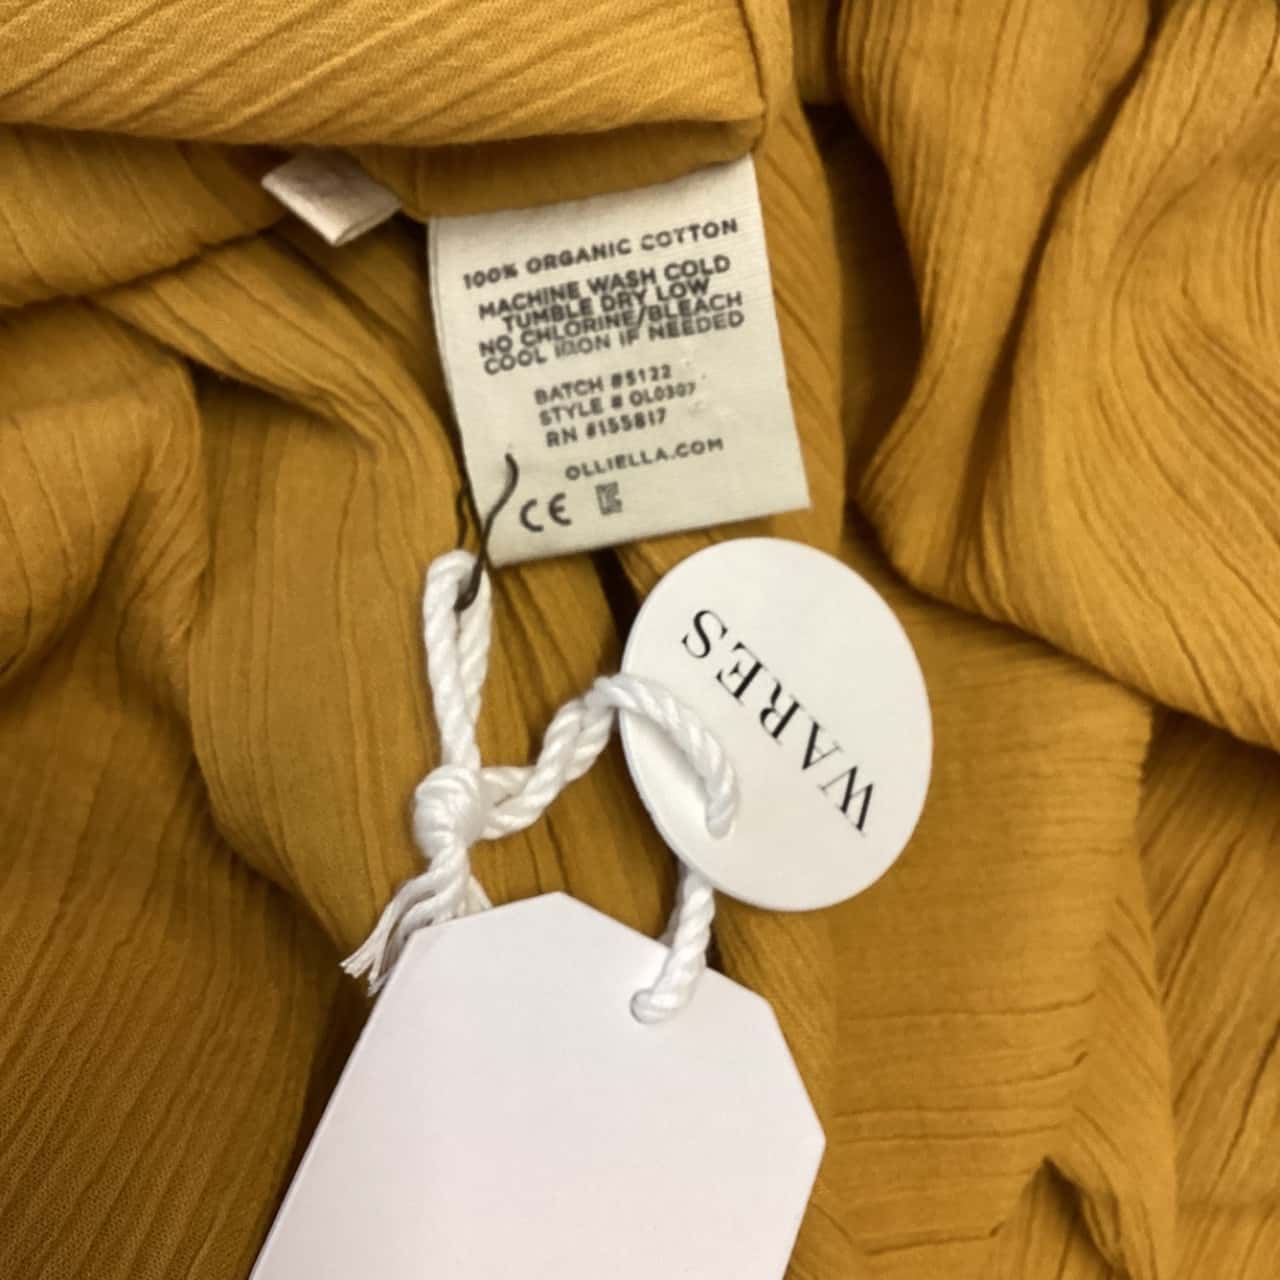 100% ORGANIC COTTON
MACHINE WASH COLD
TUMBLE DRY LOW
NO CHLORINE/BLEACH
COOL IRON IF NEEDED
BATCH #5122
STYLE # OL0307
RN #155817
OLLIELLA.COM
CE
WARES